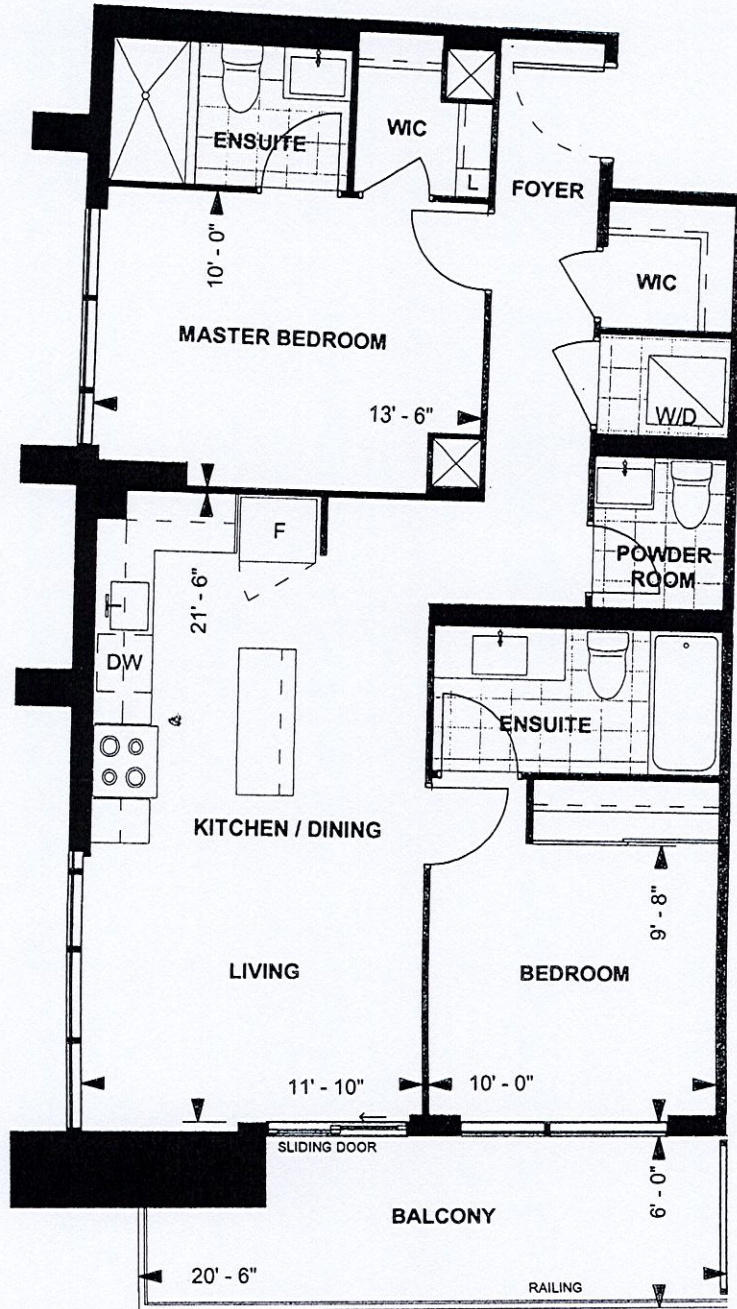 ENSUITE
WIC
L
FOYER
WIC
10' - 0"
MASTER BEDROOM
13' - 6"
W/D
F
POWDER
ROOM
21' - 6"
DW
ENSUITE
KITCHEN / DINING
9' - 8"
LIVING
BEDROOM
11' - 10"
10' - 0"
SLIDING DOOR
6' - 0"
BALCONY
20' - 6"
RAILING